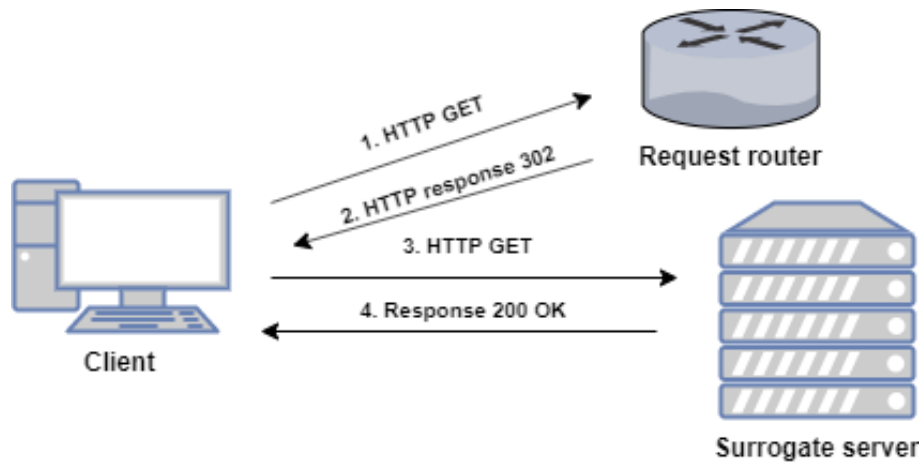 1. HTTP GET
Request router
2. HTTP response 302
3. HTTP GET
4. Response 200 OK
Client
Surrogate server